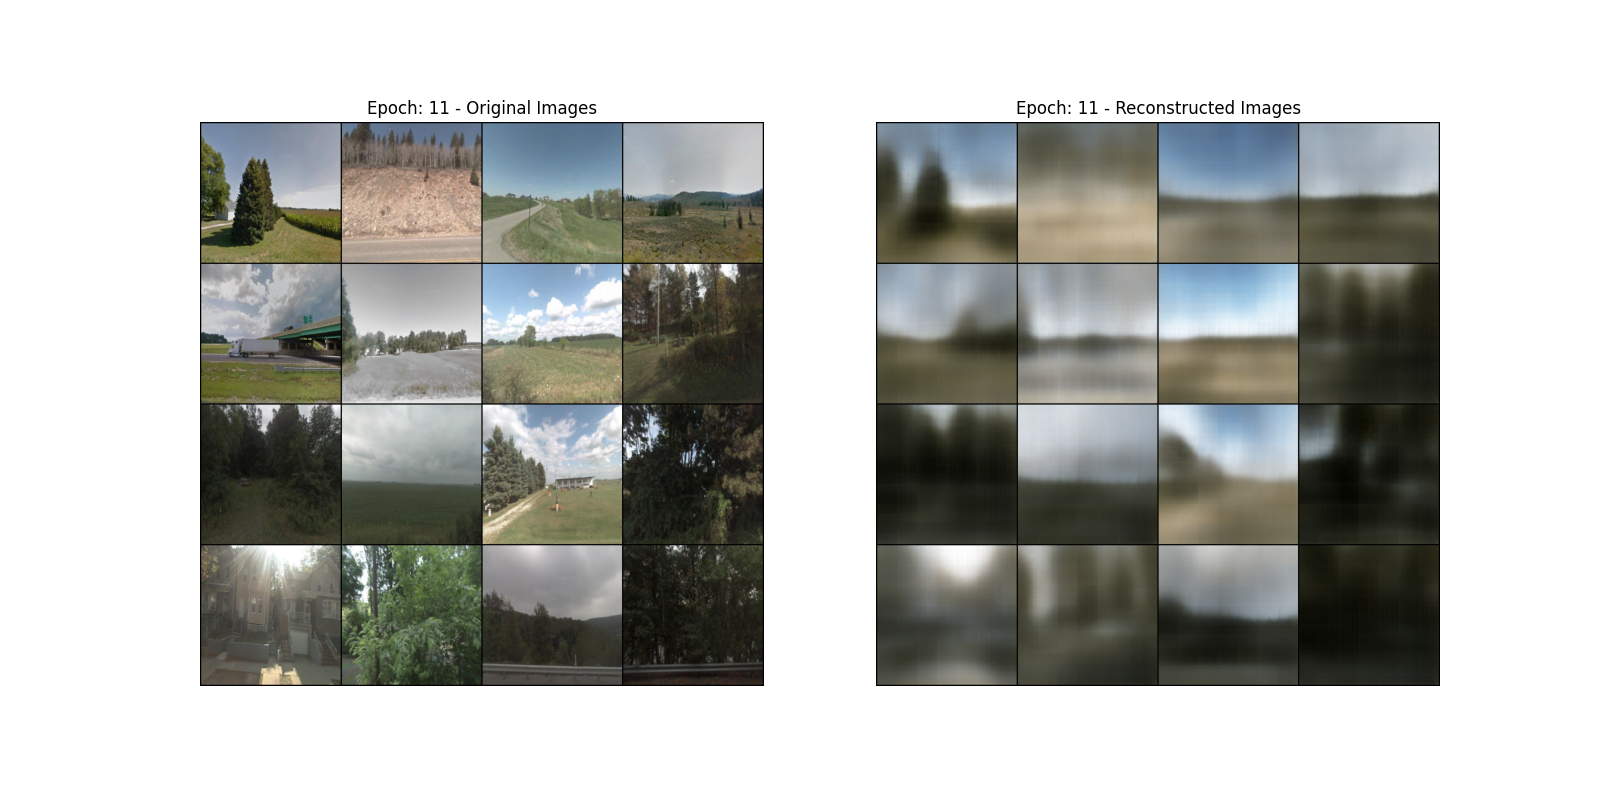 Epoch: 11 - Original Images
Epoch: 11 - Reconstructed Images